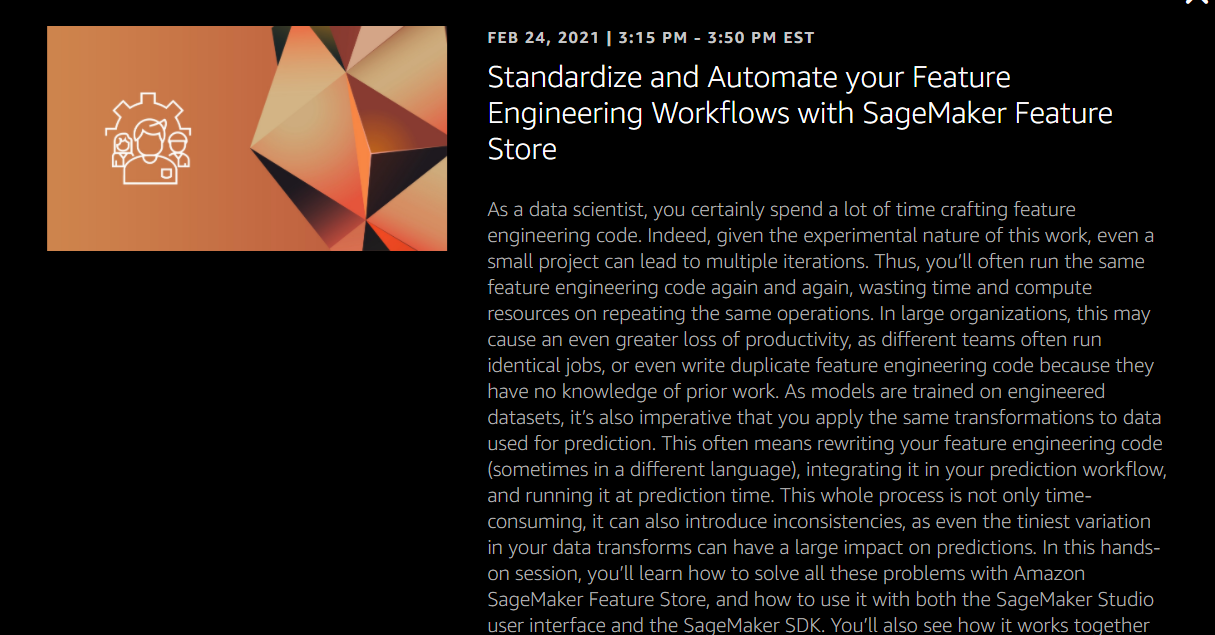 FEB 24, 2021 | 3:15 PM - 3:50 PM EST
Standardize and Automate your Feature
Engineering Workflows with SageMaker Feature
Store
As a data scientist, you certainly spend a lot of time crafting feature
engineering code. Indeed, given the experimental nature of this work, even a
small project can lead to multiple iterations. Thus, you’ll often run the same
feature engineering code again and again, wasting time and compute
resources on repeating the same operations. In large organizations, this may
cause an even greater loss of productivity, as different teams often run
identical jobs, or even write duplicate feature engineering code because they
have no knowledge of prior work. As models are trained on engineered
datasets, it’s also imperative that you apply the same transformations to data
used for prediction. This often means rewriting your feature engineering code
(sometimes in a different language), integrating it in your prediction workflow,
and running it at prediction time. This whole process is not only time-
consuming, it can also introduce inconsistencies, as even the tiniest variation
in your data transforms can have a large impact on predictions. In this hands-
on session, you’ll learn how to solve all these problems with Amazon
SageMaker Feature Store, and how to use it with both the SageMaker Studio
user interface and the SageMaker SDK. You’ll also see how it works together